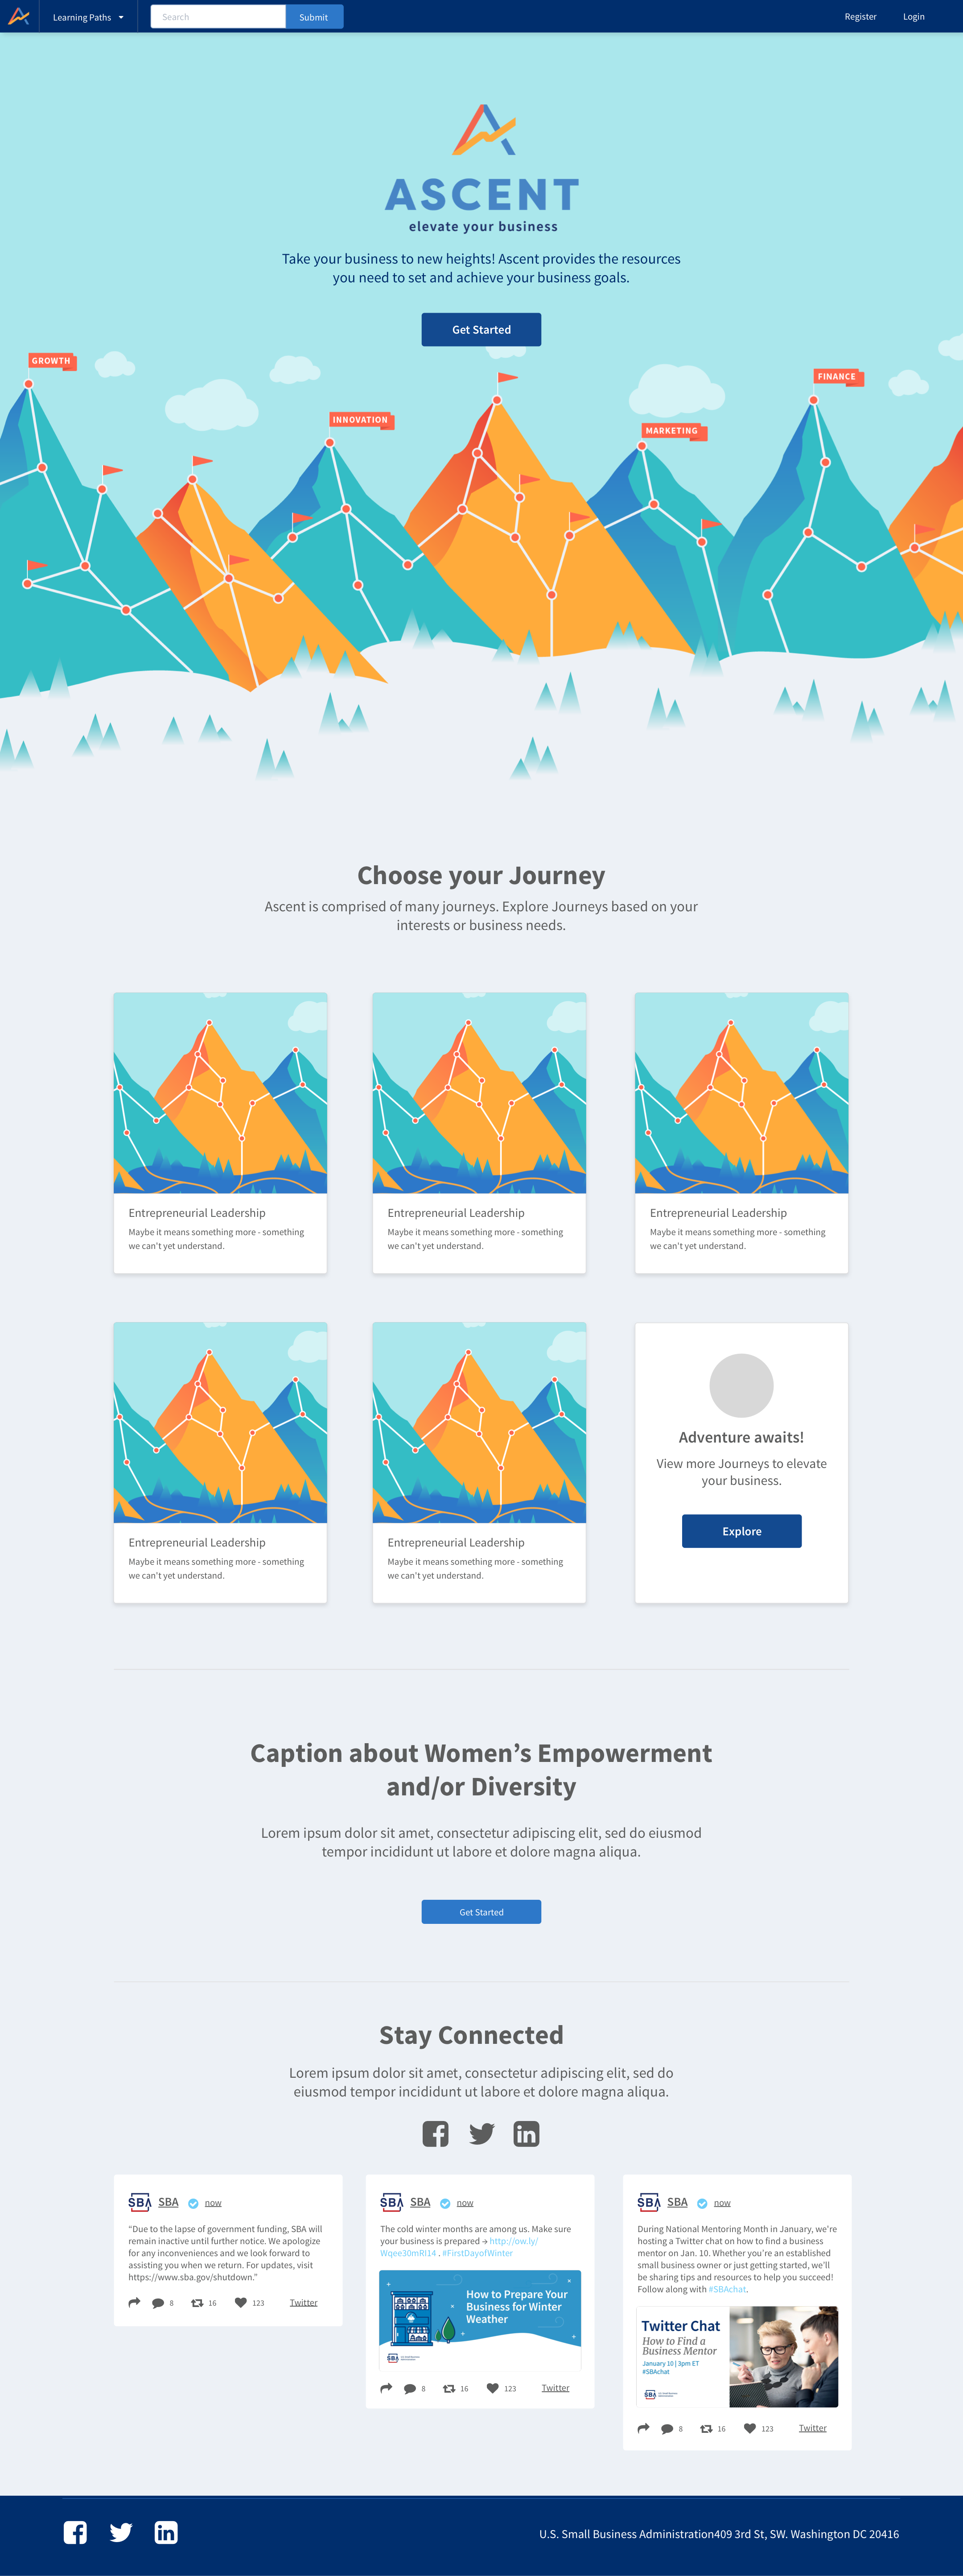 Learning Paths
Search
Submit
Register
Login
ASCENT
elevate your business
Take your business to new heights! Ascent provides the resources
you need to set and achieve your business goals.
Get Started
GROWTH
FINANCE
INNOVATION
MARKETING
Choose your Journey
Ascent is comprised of many journeys. Explore Journeys based on your
interests or business needs.
Entrepreneurial Leadership
Maybe it means something more - something
we can't yet understand.
Entrepreneurial Leadership
Maybe it means something more - something
we can't yet understand.
Entrepreneurial Leadership
Maybe it means something more - something
we can't yet understand.
Entrepreneurial Leadership
Maybe it means something more - something
we can't yet understand.
Entrepreneurial Leadership
Maybe it means something more - something
we can't yet understand.
Adventure awaits!
View more Journeys to elevate
your business.
Explore
Caption about Women’s Empowerment
and/or Diversity
Lorem ipsum dolor sit amet, consectetur adipiscing elit, sed do eiusmod
tempor incididunt ut labore et dolore magna aliqua.
Get Started
Stay Connected
Lorem ipsum dolor sit amet, consectetur adipiscing elit, sed do
eiusmod tempor incididunt ut labore et dolore magna aliqua.
SBA SBA now
“Due to the lapse of government funding, SBA will
remain inactive until further notice. We apologize
for any inconveniences and we look forward to
assisting you when we return. For updates, visit
https://www.sba.gov/shutdown.”
8 16 123 Twitter
SBA SBA now
The cold winter months are among us. Make sure
your business is prepared → http://ow.ly/
Wqee30mRI14 . #FirstDayofWinter
How to Prepare Your
Business for Winter
Weather
SBA
8 16 123 Twitter
SBA SBA now
During National Mentoring Month in January, we're
hosting a Twitter chat on how to find a business
mentor on Jan. 10. Whether you're an established
small business owner or just getting started, we'll
be sharing tips and resources to help you succeed!
Follow along with #SBAchat.
Twitter Chat
How to Find a
Business Mentor
January 10 | 3pm ET
#SBAchat
SBA
8 16 123 Twitter
U.S. Small Business Administration409 3rd St, SW. Washington DC 20416